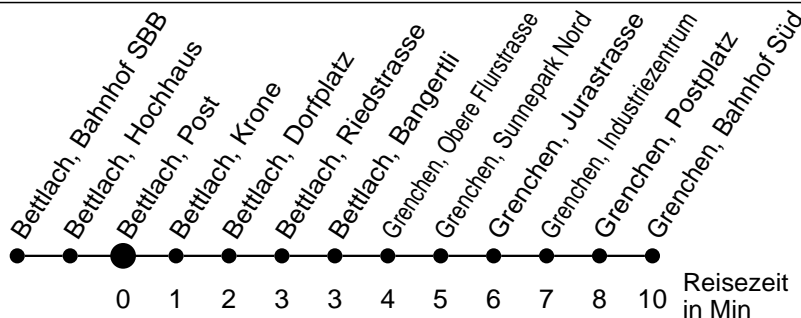 Bettlach, Bahnhof SBB
Bettlach, Hochhaus
Bettlach, Post
Bettlach, Krone
Bettlach, Dorfplatz
Bettlach, Riedstrasse
Bettlach, Bangertli
Grenchen, Obere Flurstrasse
Grenchen, Sunnepark Nord
Grenchen, Jurastrasse
Grenchen, Industriezentrum
Grenchen, Postplatz
Grenchen, Bahnhof Süd
0 1 2 3 3 4 5 6 7 8 10
Reisezeit
in Min